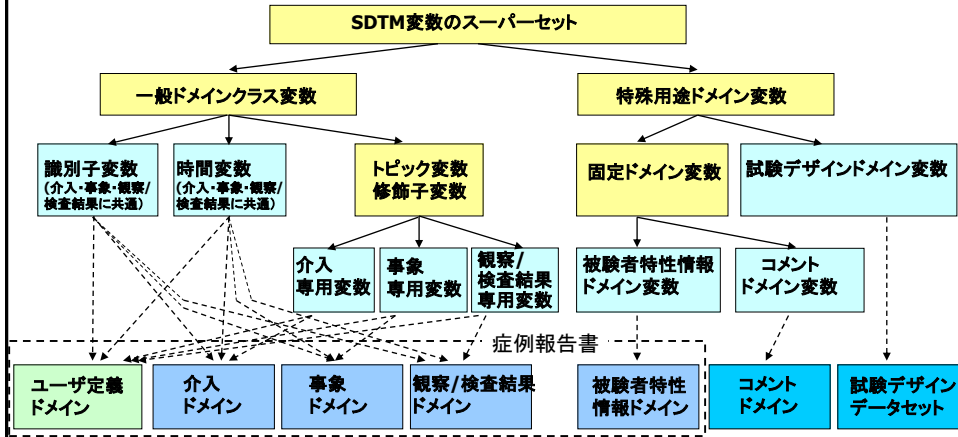 SDTM変数のスーパーセット
一般ドメインクラス変数
特殊用途ドメイン変数
識別子変数
(介入・事象・観察/
検査結果に共通)
時間変数
(介入・事象・観察/
検査結果に共通)
トピック変数
修飾子変数
固定ドメイン変数
試験デザインドメイン変数
介入
専用変数
事象
専用変数
観察/
検査結果
専用変数
被験者特性情報
ドメイン変数
コメント
ドメイン変数
症例報告書
ユーザ定義
ドメイン
介入
ドメイン
事象
ドメイン
観察/検査結果
ドメイン
被験者特性
情報ドメイン
コメント
ドメイン
試験デザイン
データセット